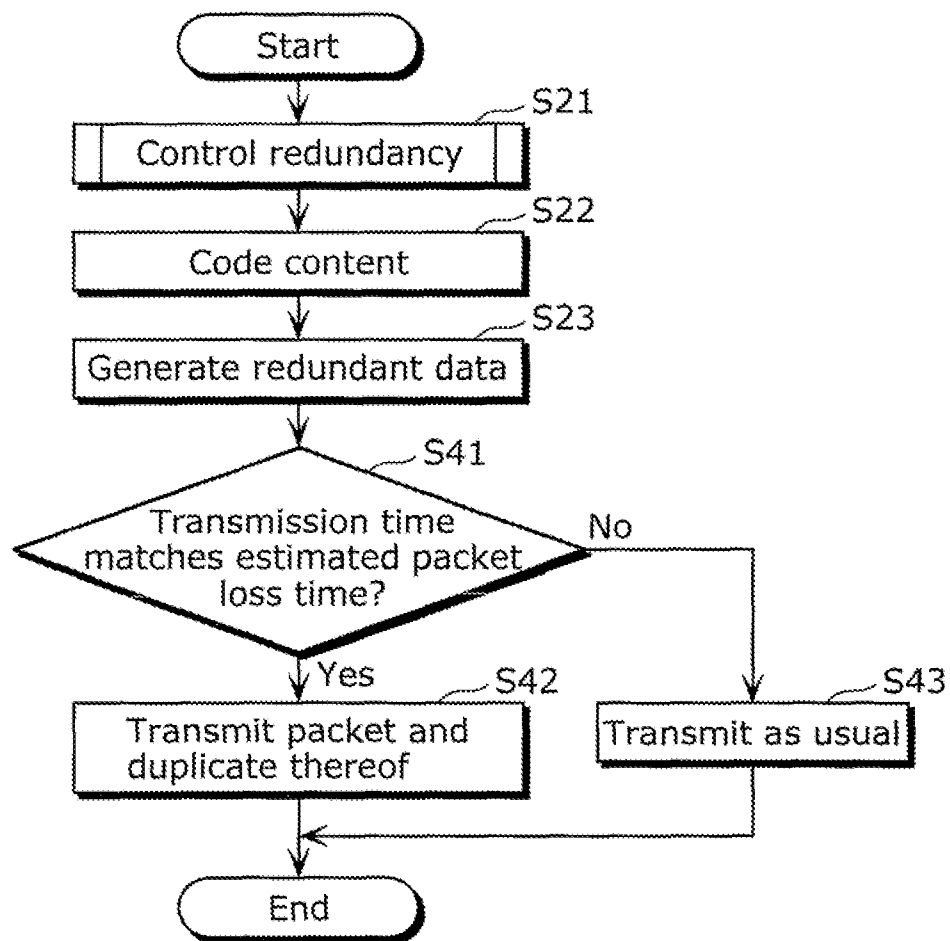 Start
S21
Control redundancy
S22
Code content
S23
Generate redundant data
S41
Transmission time
matches estimated packet
loss time?
No
Yes
S42
Transmit packet and
duplicate thereof
S43
Transmit as usual
End